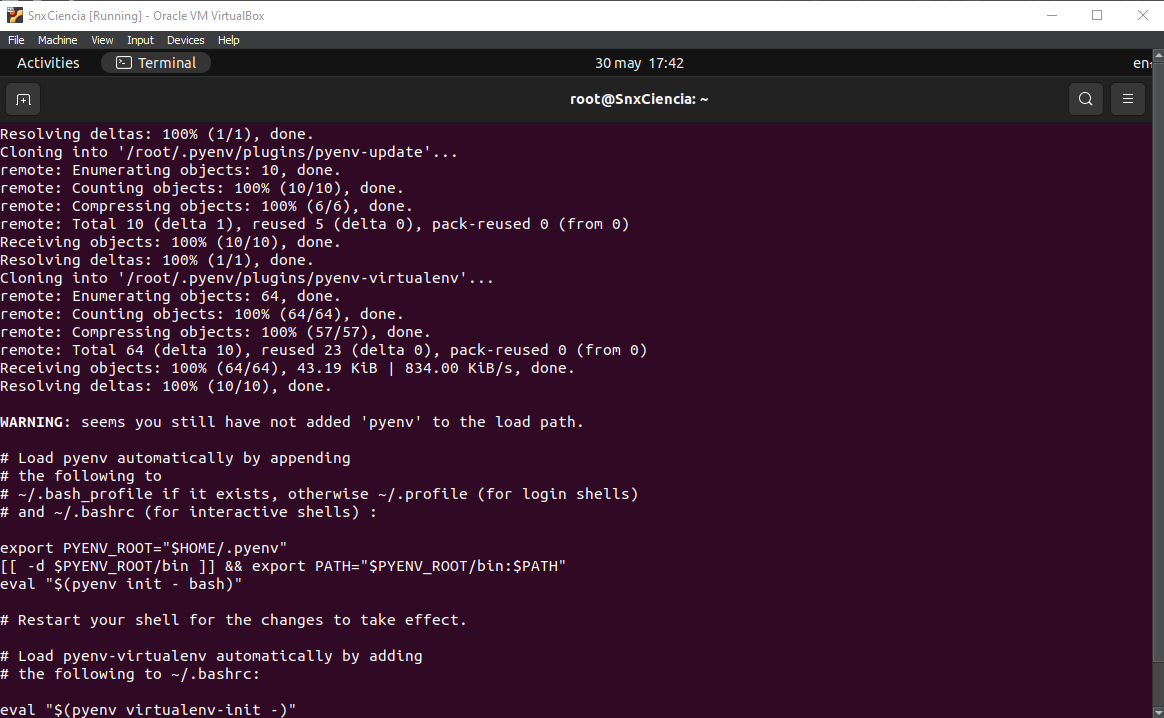 SnxCiencia [Running] - Oracle VM VirtualBox
File Machine View Input Devices Help
Activities Terminal 30 may 17:42 en
root@SnxCiencia: ~
Resolving deltas: 100% (1/1), done.
Cloning into '/root/.pyenv/plugins/pyenv-update'...
remote: Enumerating objects: 10, done.
remote: Counting objects: 100% (10/10), done.
remote: Compressing objects: 100% (6/6), done.
remote: Total 10 (delta 1), reused 5 (delta 0), pack-reused 0 (from 0)
Receiving objects: 100% (10/10), done.
Resolving deltas: 100% (1/1), done.
Cloning into '/root/.pyenv/plugins/pyenv-virtualenv'...
remote: Enumerating objects: 64, done.
remote: Counting objects: 100% (64/64), done.
remote: Compressing objects: 100% (57/57), done.
remote: Total 64 (delta 10), reused 23 (delta 0), pack-reused 0 (from 0)
Receiving objects: 100% (64/64), 43.19 KiB | 834.00 KiB/s, done.
Resolving deltas: 100% (10/10), done.
WARNING: seems you still have not added 'pyenv' to the load path.
# Load pyenv automatically by appending
# the following to
# ~/.bash_profile if it exists, otherwise ~/.profile (for login shells)
# and ~/.bashrc (for interactive shells) :
export PYENV_ROOT="$HOME/.pyenv"
[[ -d $PYENV_ROOT/bin ]] && export PATH="$PYENV_ROOT/bin:$PATH"
eval "$(pyenv init - bash)"
# Restart your shell for the changes to take effect.
# Load pyenv-virtualenv automatically by adding
# the following to ~/.bashrc:
eval "$(pyenv virtualenv-init -)"